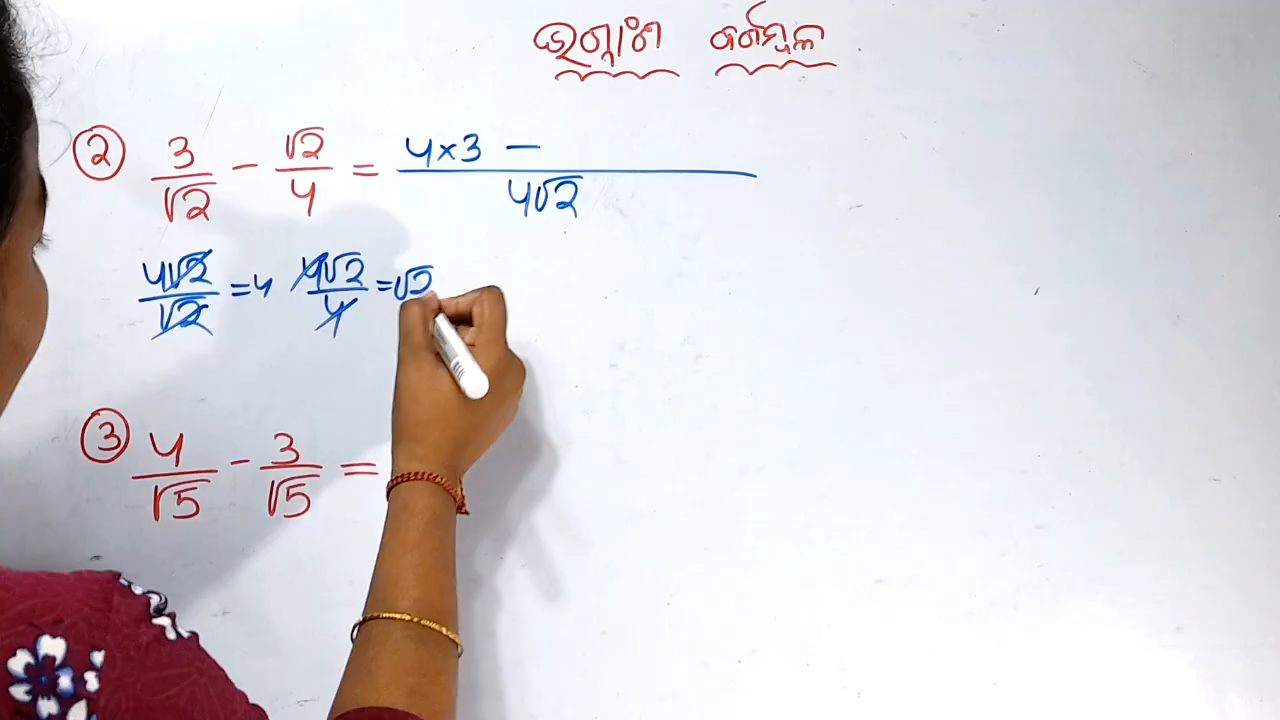 ଭଗ୍ନାଂଶ ବର୍ଗମୂଳ
② 3/√2 - √2/4 = 4×3 - /4√2
4√2/√2 = 4 4√2/4 = √2
③ 4/√5 - 3/√5 =